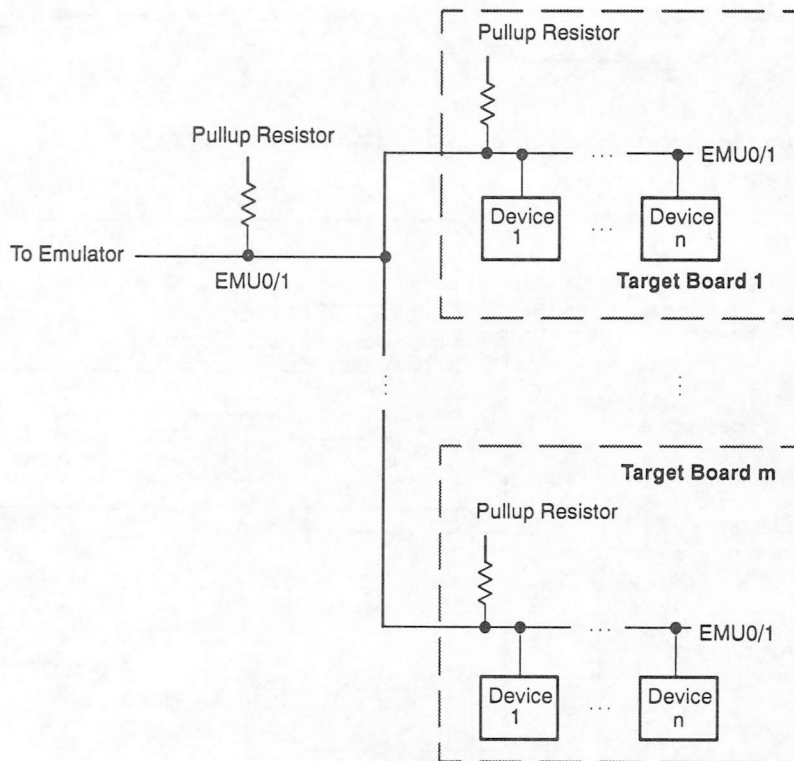 Pullup Resistor
Pullup Resistor
EMU0/1
Device
1
Device
n
To Emulator
EMU0/1
Target Board 1
Target Board m
Pullup Resistor
EMU0/1
Device
1
Device
n